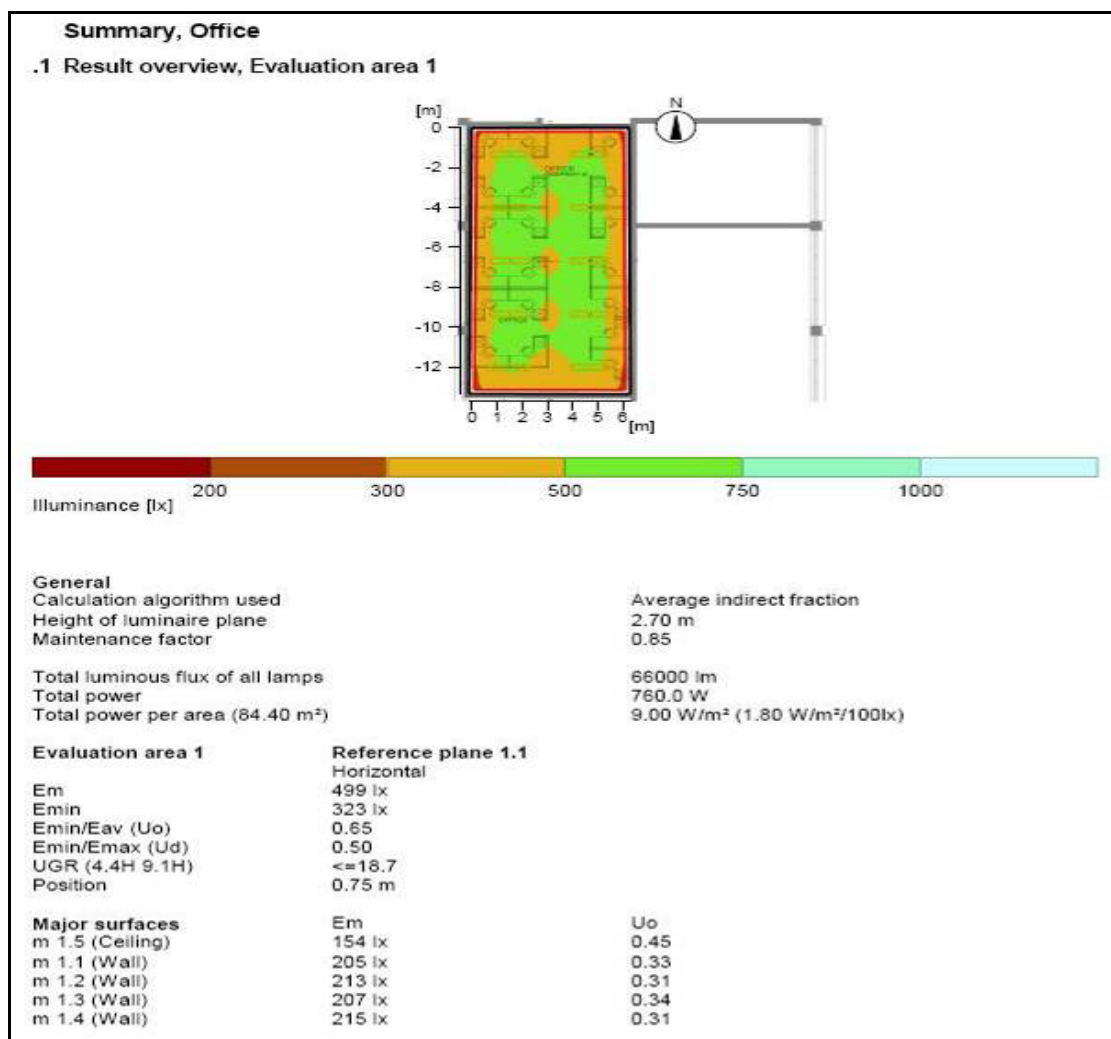 Summary, Office
.1 Result overview, Evaluation area 1
[m]
N
0
-2
OFFICE
-4
-6
-8
OFFICE
-10
-12
0 1 2 3 4 5 6
[m]
200 300 500 750 1000
Illuminance [lx]
General
Calculation algorithm used Average indirect fraction
Height of luminaire plane 2.70 m
Maintenance factor 0.85
Total luminous flux of all lamps 66000 lm
Total power 760.0 W
Total power per area (84.40 m²) 9.00 W/m² (1.80 W/m²/100lx)
Evaluation area 1 Reference plane 1.1
Horizontal
Em 499 lx
Emin 323 lx
Emin/Eav (Uo) 0.65
Emin/Emax (Ud) 0.50
UGR (4.4H 9.1H) <=18.7
Position 0.75 m
Major surfaces Em Uo
m 1.5 (Ceiling) 154 lx 0.45
m 1.1 (Wall) 205 lx 0.33
m 1.2 (Wall) 213 lx 0.31
m 1.3 (Wall) 207 lx 0.34
m 1.4 (Wall) 215 lx 0.31